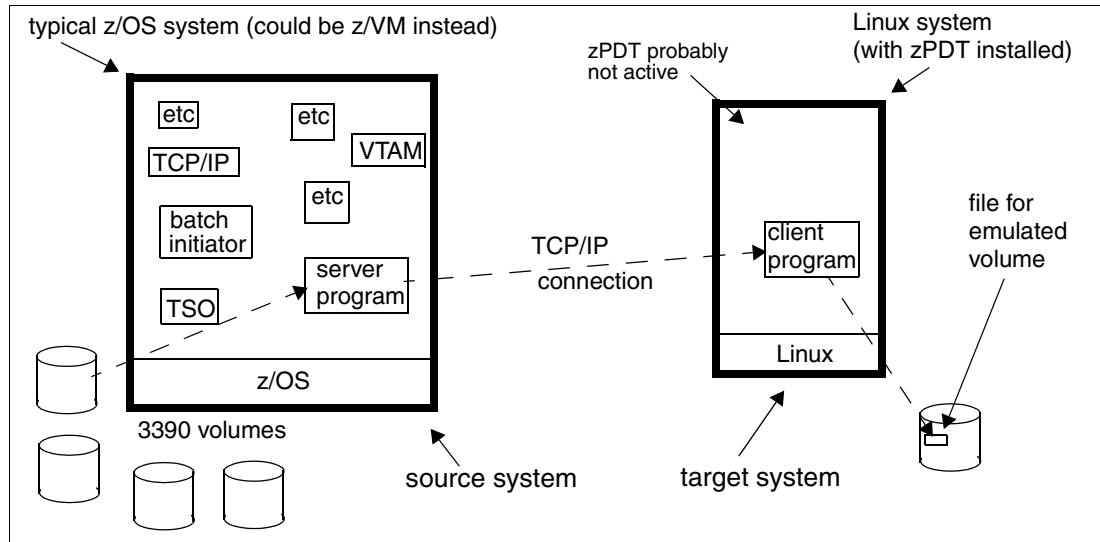 typical z/OS system (could be z/VM instead)
Linux system
(with zPDT installed)
zPDT probably
not active
etc
etc
TCP/IP
VTAM
etc
batch
initiator
server
program
TSO
z/OS
TCP/IP
connection
client
program
Linux
file for
emulated
volume
3390 volumes
source system
target system